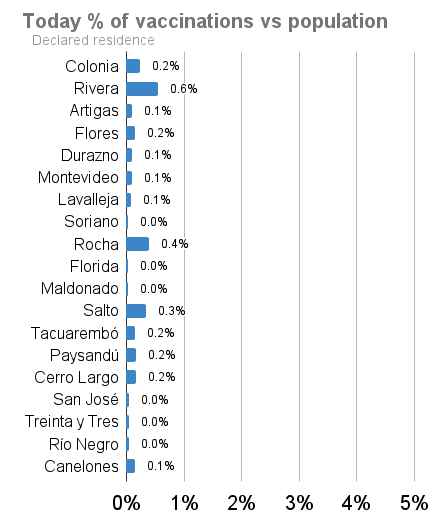 Today % of vaccinations vs population
Declared residence
Colonia 0.2%
Rivera 0.6%
Artigas 0.1%
Flores 0.2%
Durazno 0.1%
Montevideo 0.1%
Lavalleja 0.1%
Soriano 0.0%
Rocha 0.4%
Florida 0.0%
Maldonado 0.0%
Salto 0.3%
Tacuarembó 0.2%
Paysandú 0.2%
Cerro Largo 0.2%
San José 0.0%
Treinta y Tres 0.0%
Río Negro 0.0%
Canelones 0.1%
0% 1% 2% 3% 4% 5%